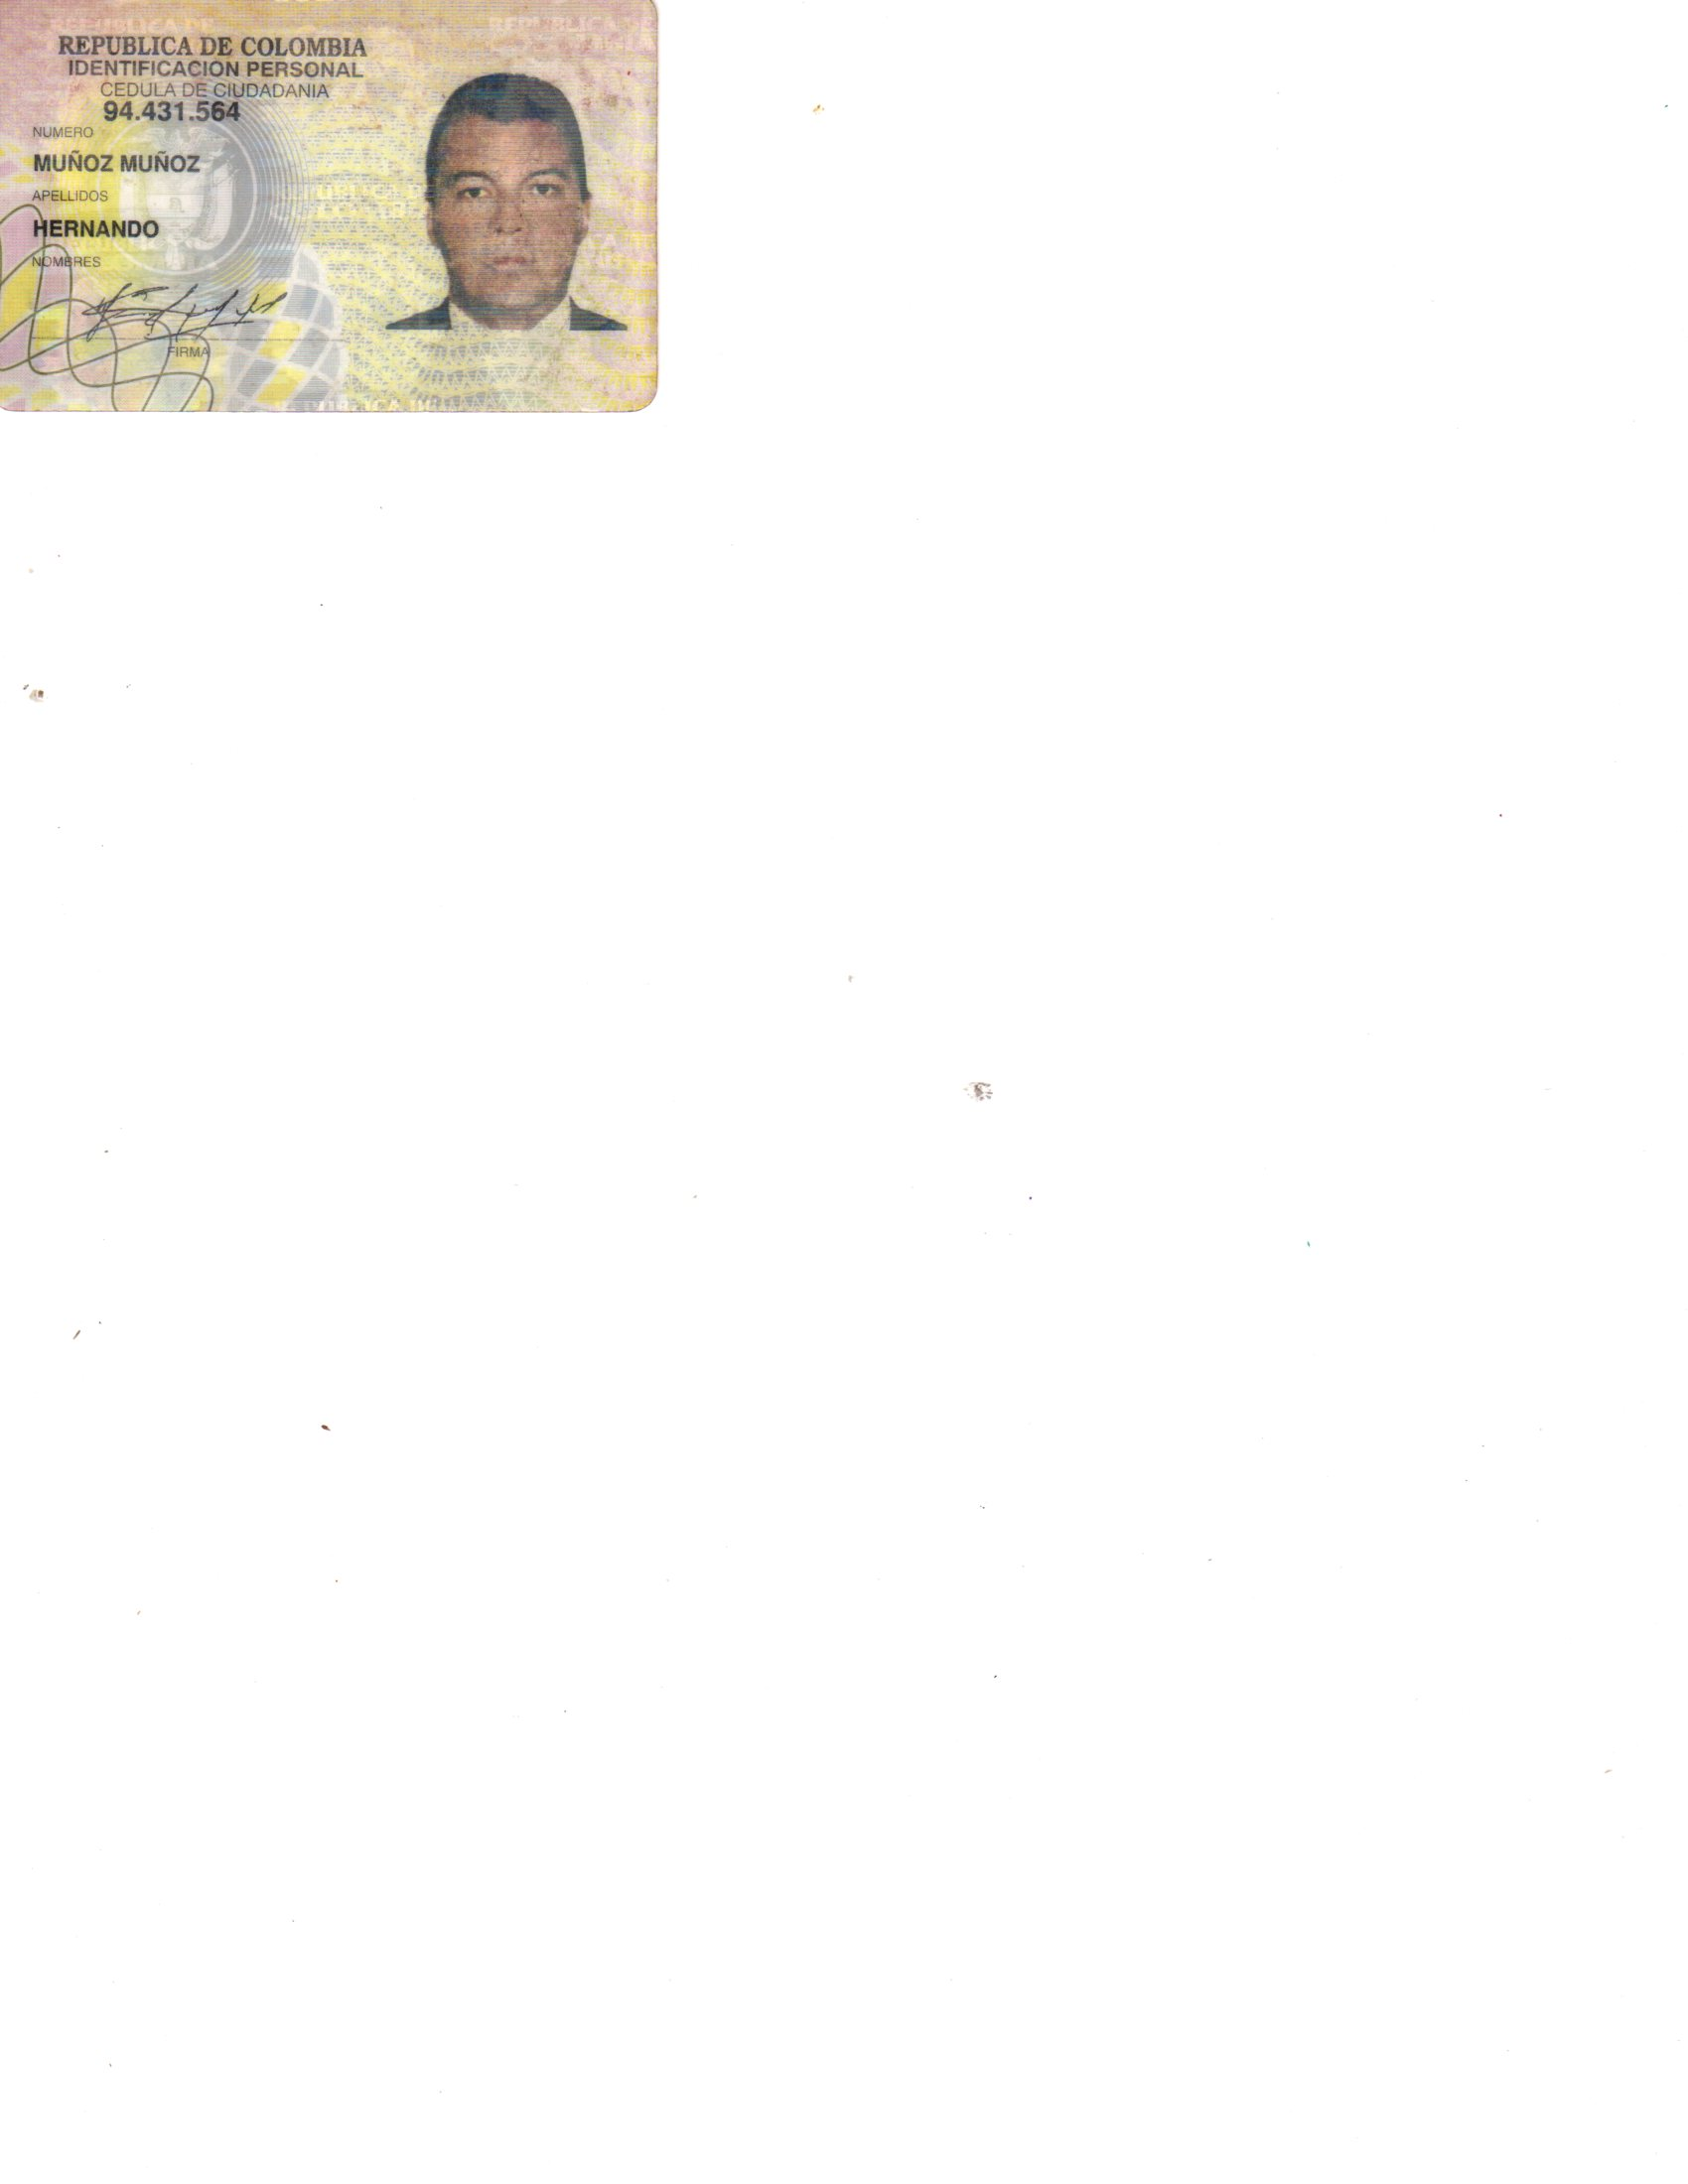 REPUBLICA DE COLOMBIA
IDENTIFICACION PERSONAL
CEDULA DE CIUDADANIA
94.431.564
NUMERO
MUÑOZ MUÑOZ
APELLIDOS
HERNANDO
NOMBRES
FIRMA